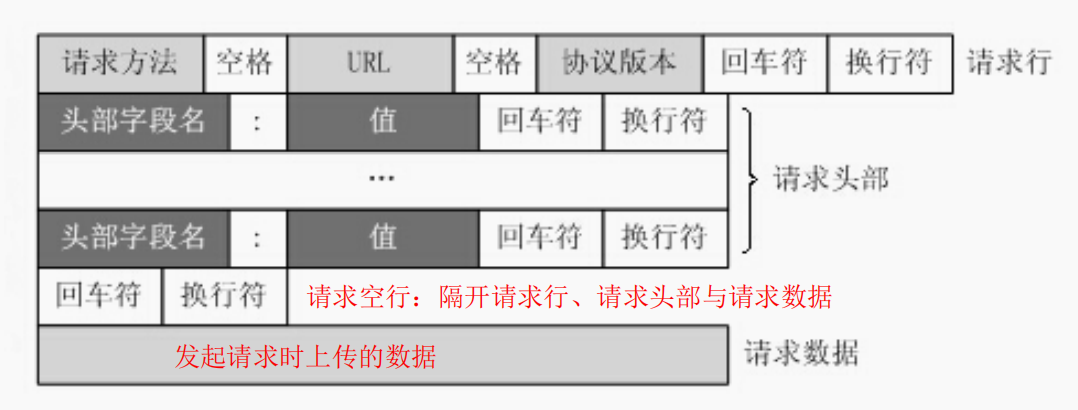 请求方法 空格 URL 空格 协议版本 回车符 换行符 请求行
头部字段名 : 值 回车符 换行符
... 请求头部
头部字段名 : 值 回车符 换行符
回车符 换行符 请求空行：隔开请求行、请求头部与请求数据
发起请求时上传的数据 请求数据